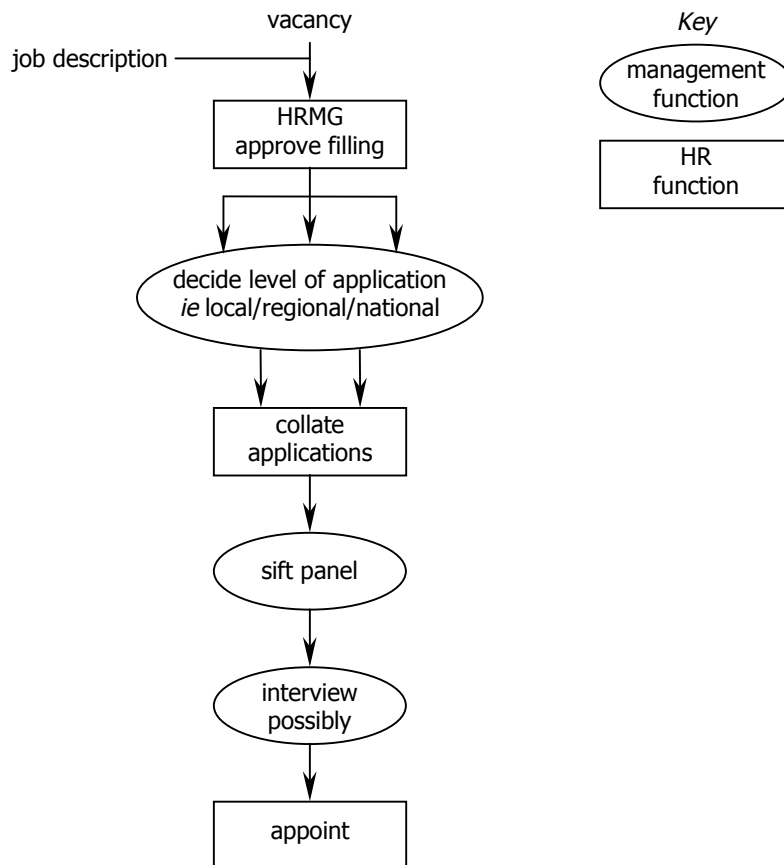 vacancy
job description
HRMG
approve filling
decide level of application
ie local/regional/national
collate
applications
sift panel
interview
possibly
appoint
Key
management
function
HR
function